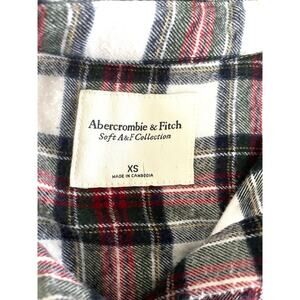 Abercrombie & Fitch
Soft A&F Collection
XS
MADE IN CAMBODIA